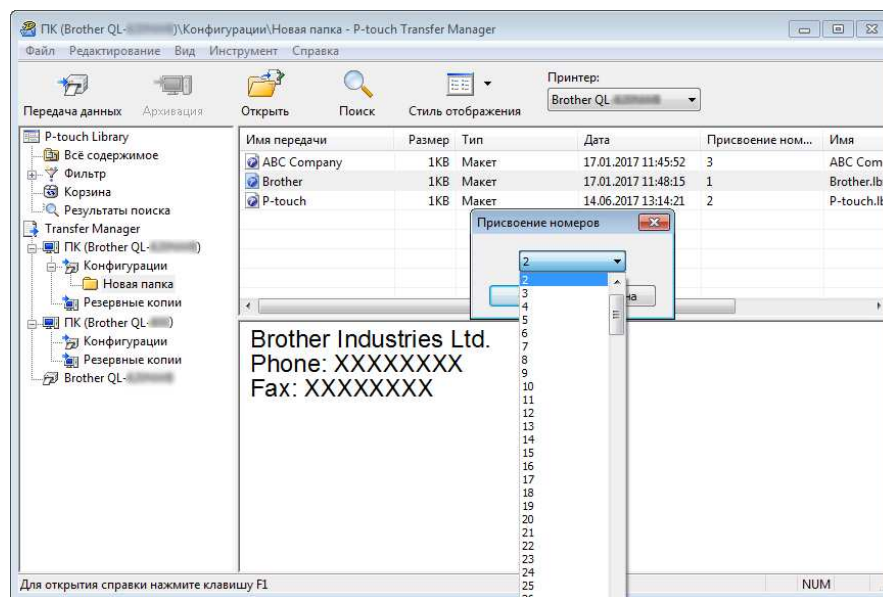 ПК (Brother QL- )\Конфигурации\Новая папка - P-touch Transfer Manager
Файл Редактирование Вид Инструмент Справка
Передача данных Архивация Открыть Поиск Стиль отображения
Принтер:
Brother QL
P-touch Library
Всё содержимое
Фильтр
Корзина
Результаты поиска
Transfer Manager
ПК (Brother QL- )
Конфигурации
Новая папка
Резервные копии
ПК (Brother QL- )
Конфигурации
Резервные копии
Brother QL-
Имя передачи Размер Тип Дата Присвоение ном... Имя
ABC Company 1KB Макет 17.01.2017 11:45:52 3 ABC Com
Brother 1KB Макет 17.01.2017 11:48:15 1 Brother.lb
P-touch 1KB Макет 14.06.2017 13:14:21 2 P-touch.lb
Присвоение номеров
2
2
3
4
5
6
7
8
9
10
11
12
13
14
15
16
17
18
19
20
21
22
23
24
25
26
Brother Industries Ltd.
Phone: XXXXXXXX
Fax: XXXXXXXX
Для открытия справки нажмите клавишу F1
NUM